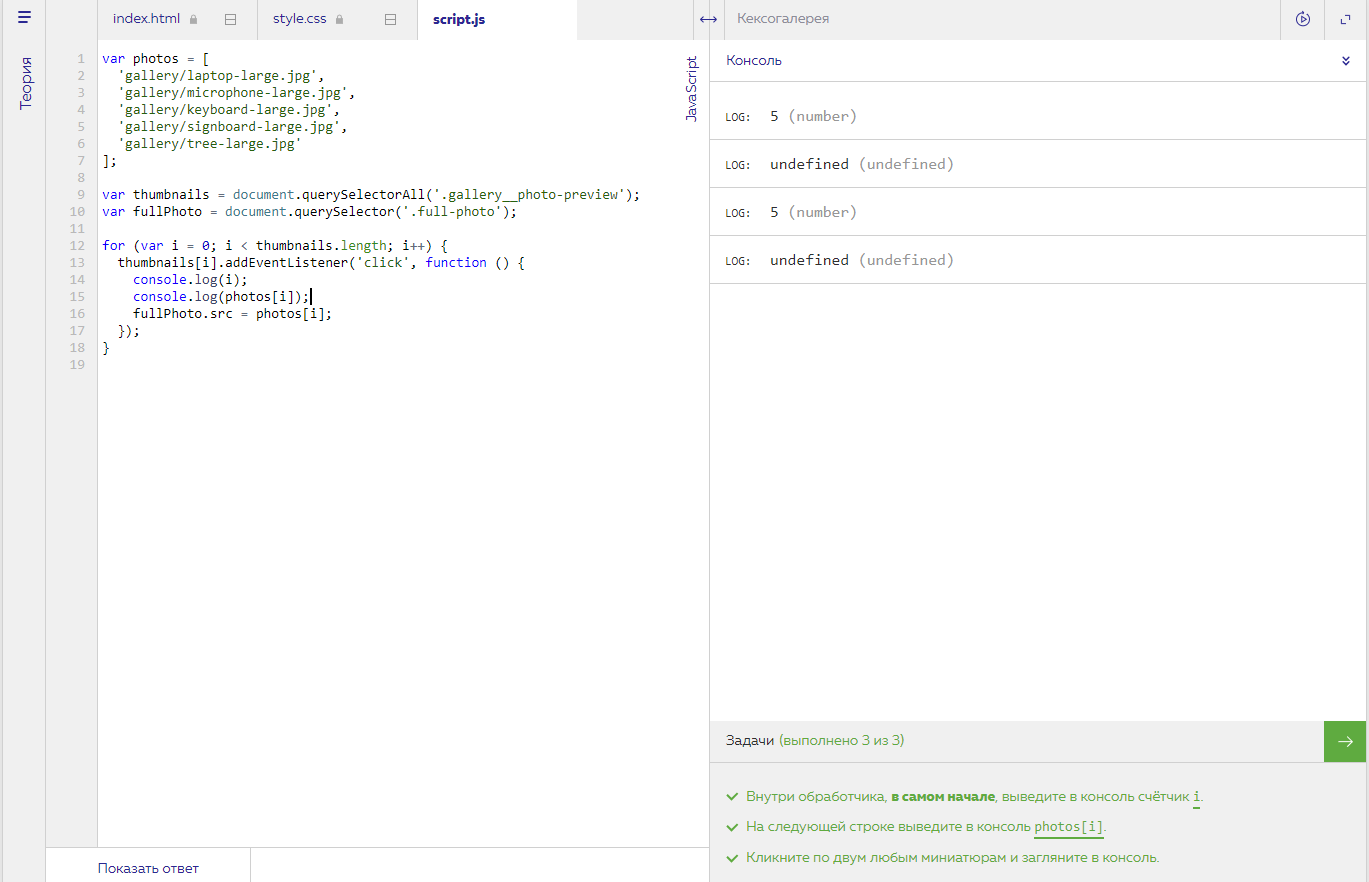 index.html
style.css
script.js
Кексогалерея
Теория
1 var photos = [
2   'gallery/laptop-large.jpg',
3   'gallery/microphone-large.jpg',
4   'gallery/keyboard-large.jpg',
5   'gallery/signboard-large.jpg',
6   'gallery/tree-large.jpg'
7 ];
8
9 var thumbnails = document.querySelectorAll('.gallery__photo-preview');
10 var fullPhoto = document.querySelector('.full-photo');
11
12 for (var i = 0; i < thumbnails.length; i++) {
13   thumbnails[i].addEventListener('click', function () {
14     console.log(i);
15     console.log(photos[i]);
16     fullPhoto.src = photos[i];
17   });
18 }
19
JavaScript
Показать ответ
Консоль
LOG: 5 (number)
LOG: undefined (undefined)
LOG: 5 (number)
LOG: undefined (undefined)
Задачи (выполнено 3 из 3)
Внутри обработчика, в самом начале, выведите в консоль счётчик i.
На следующей строке выведите в консоль photos[i].
Кликните по двум любым миниатюрам и загляните в консоль.